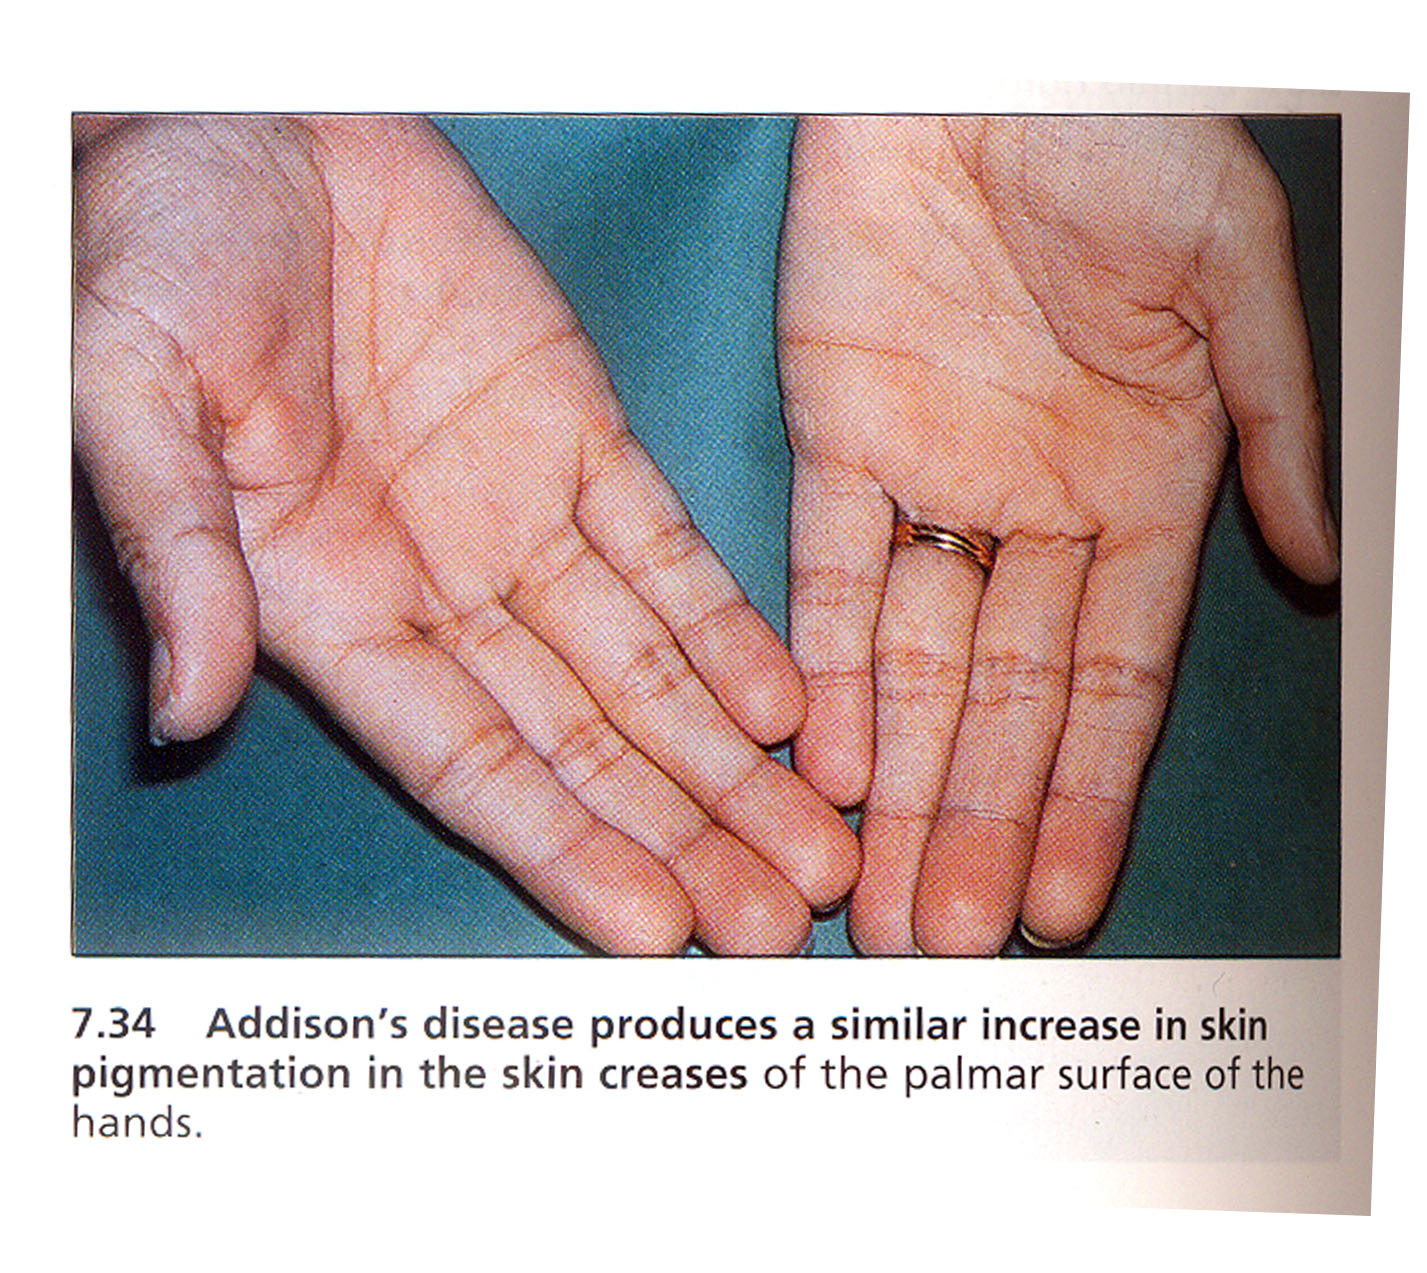 7.34 Addison's disease produces a similar increase in skin
pigmentation in the skin creases of the palmar surface of the
hands.